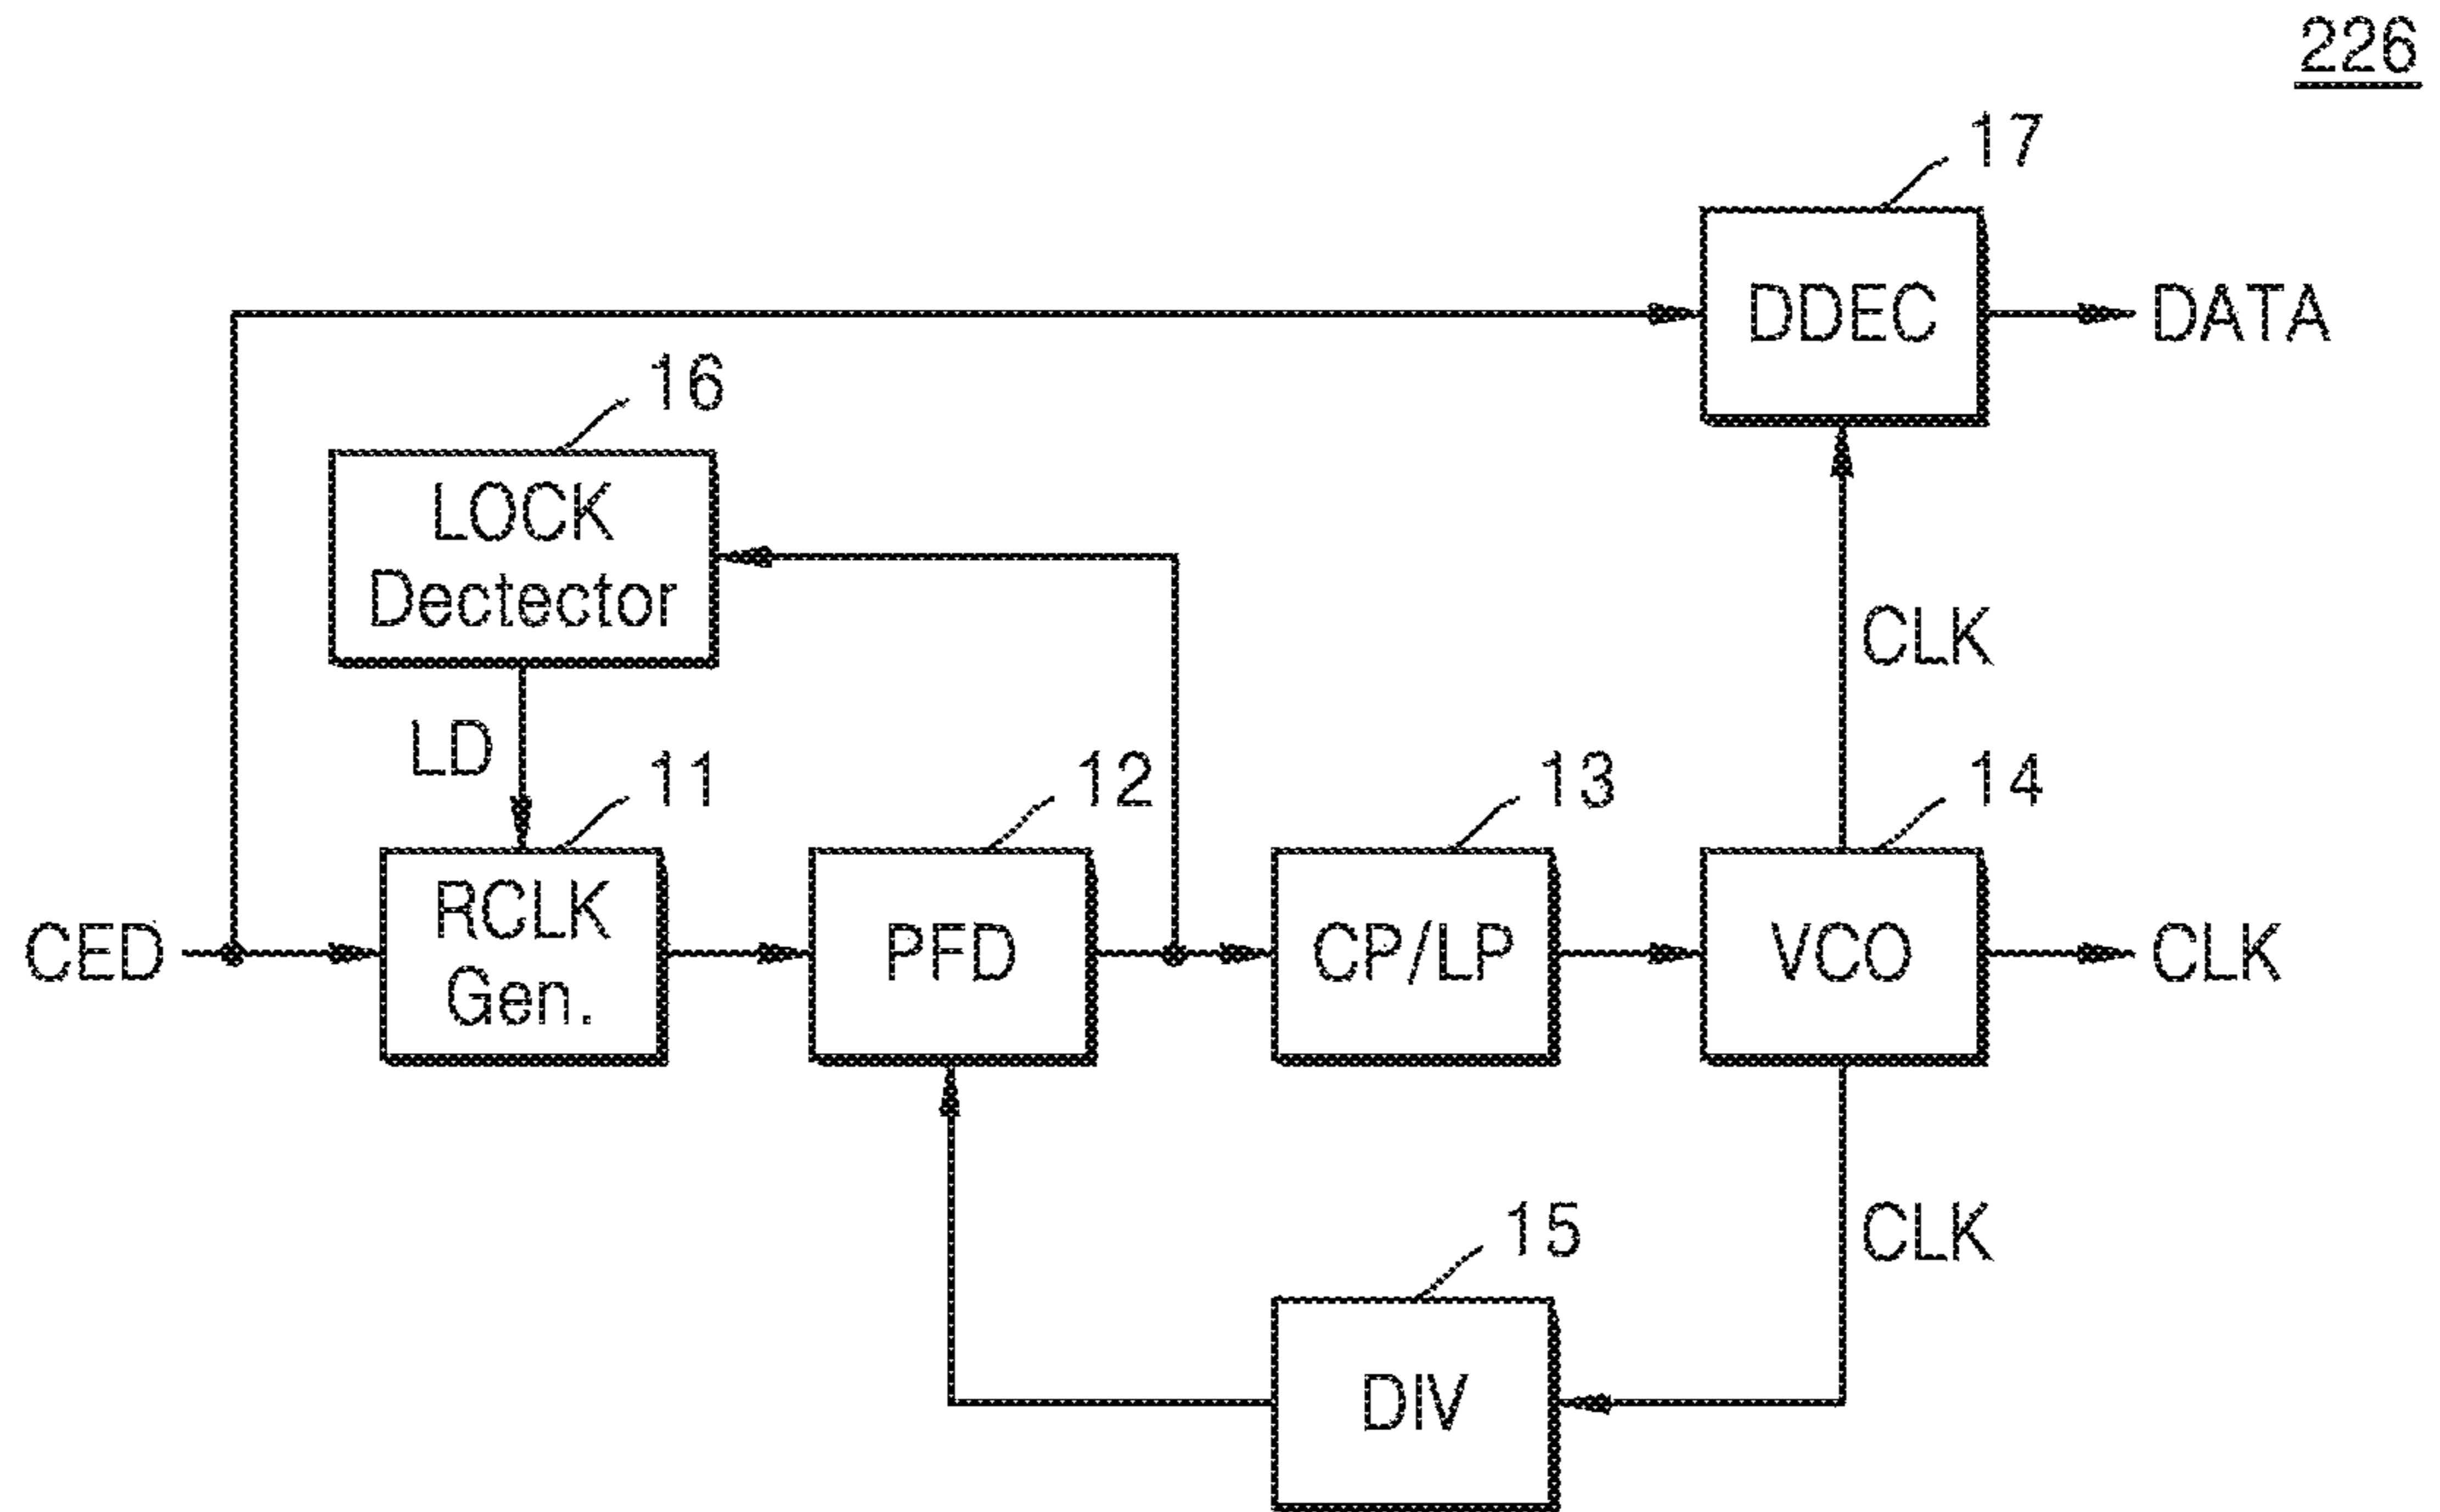 226
17
DDEC
DATA
16
LOCK
Dectector
CLK
LD
11
12
13
14
CED
RCLK
Gen.
PFD
CP/LP
VCO
CLK
15
CLK
DIV